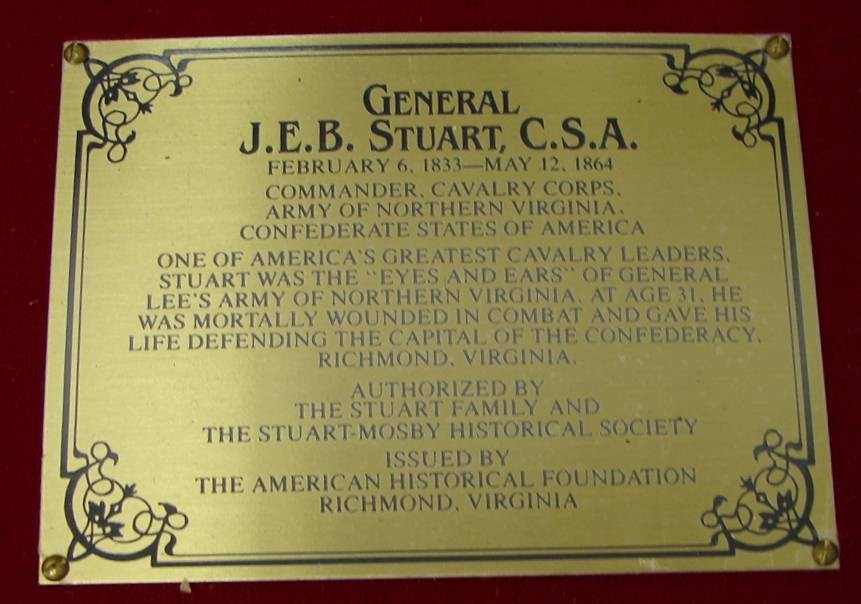 GENERAL
J.E.B. STUART, C.S.A.
FEBRUARY 6, 1833—MAY 12, 1864
COMMANDER, CAVALRY CORPS,
ARMY OF NORTHERN VIRGINIA,
CONFEDERATE STATES OF AMERICA
ONE OF AMERICA'S GREATEST CAVALRY LEADERS,
STUART WAS THE "EYES AND EARS" OF GENERAL
LEE'S ARMY OF NORTHERN VIRGINIA. AT AGE 31, HE
WAS MORTALLY WOUNDED IN COMBAT AND GAVE HIS
LIFE DEFENDING THE CAPITAL OF THE CONFEDERACY,
RICHMOND, VIRGINIA.
AUTHORIZED BY
THE STUART FAMILY AND
THE STUART-MOSBY HISTORICAL SOCIETY
ISSUED BY
THE AMERICAN HISTORICAL FOUNDATION
RICHMOND, VIRGINIA